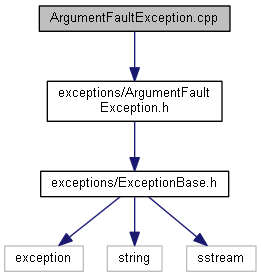 ArgumentFaultException.cpp
exceptions/ArgumentFault
Exception.h
exceptions/ExceptionBase.h
exception
string
sstream